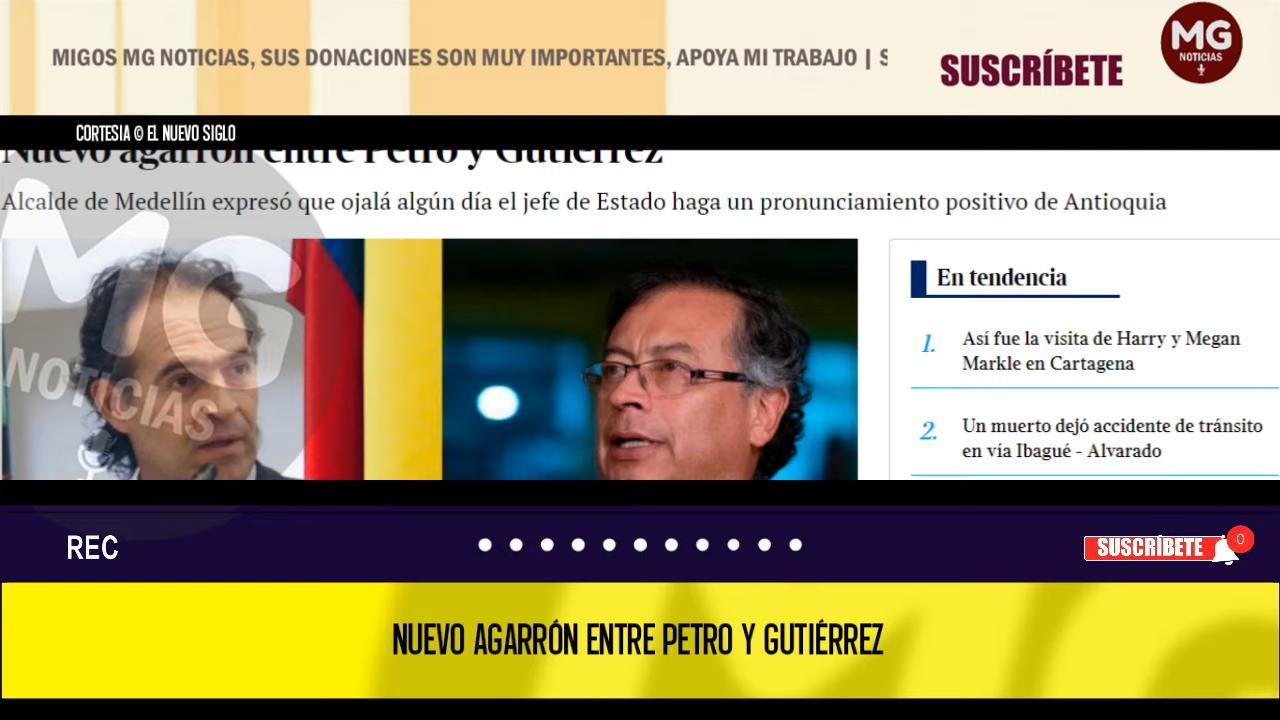 MIGOS MG NOTICIAS, SUS DONACIONES SON MUY IMPORTANTES, APOYA MI TRABAJO | S
SUSCRÍBETE
MG
NOTICIAS
CORTESIA © EL NUEVO SIGLO
Nuevo agarrón entre Petro y Gutiérrez
Alcalde de Medellín expresó que ojalá algún día el jefe de Estado haga un pronunciamiento positivo de Antioquia
MG
NOTICIAS
En tendencia
1. Así fue la visita de Harry y Megan
Markle en Cartagena
2. Un muerto dejó accidente de tránsito
en vía Ibagué - Alvarado
REC
SUSCRÍBETE
0
NUEVO AGARRÓN ENTRE PETRO Y GUTIÉRREZ